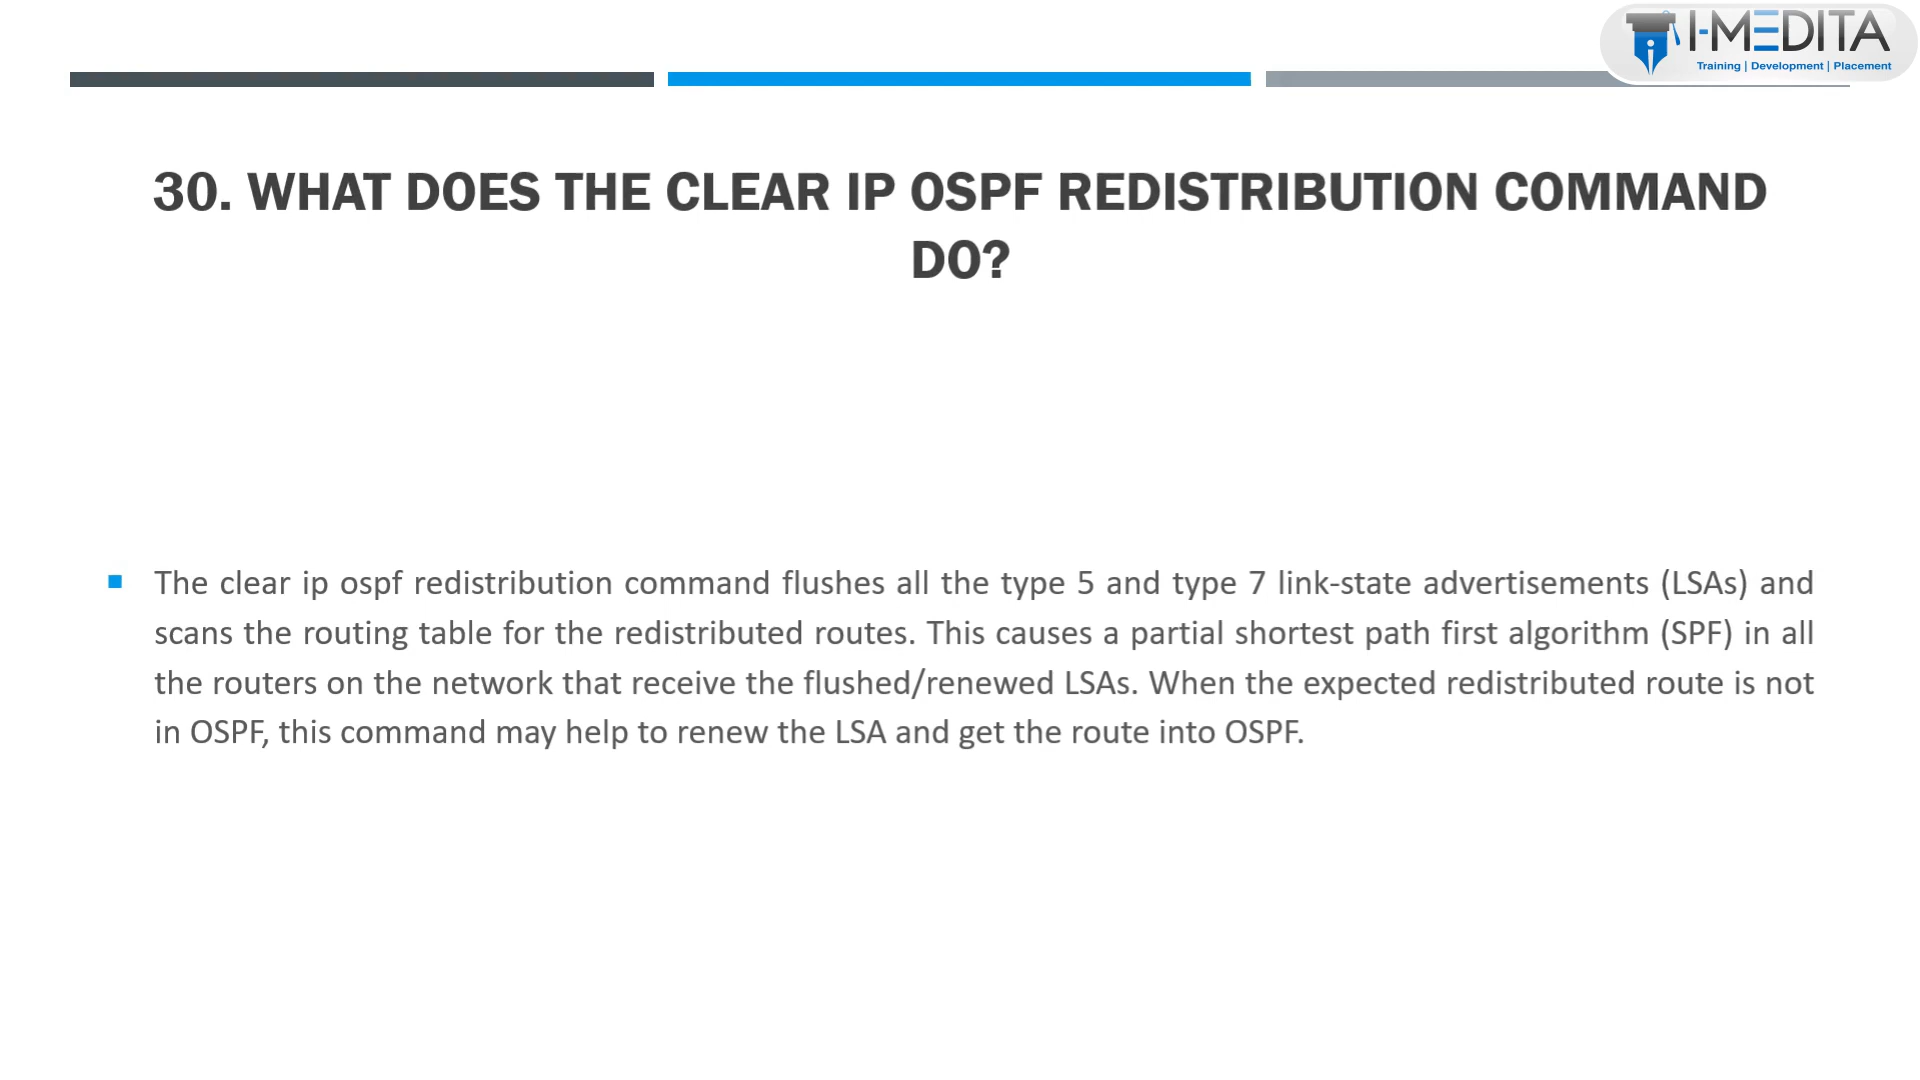 I-MEDITA
Training | Development | Placement
30. WHAT DOES THE CLEAR IP OSPF REDISTRIBUTION COMMAND
DO?
The clear ip ospf redistribution command flushes all the type 5 and type 7 link-state advertisements (LSAs) and
scans the routing table for the redistributed routes. This causes a partial shortest path first algorithm (SPF) in all
the routers on the network that receive the flushed/renewed LSAs. When the expected redistributed route is not
in OSPF, this command may help to renew the LSA and get the route into OSPF.